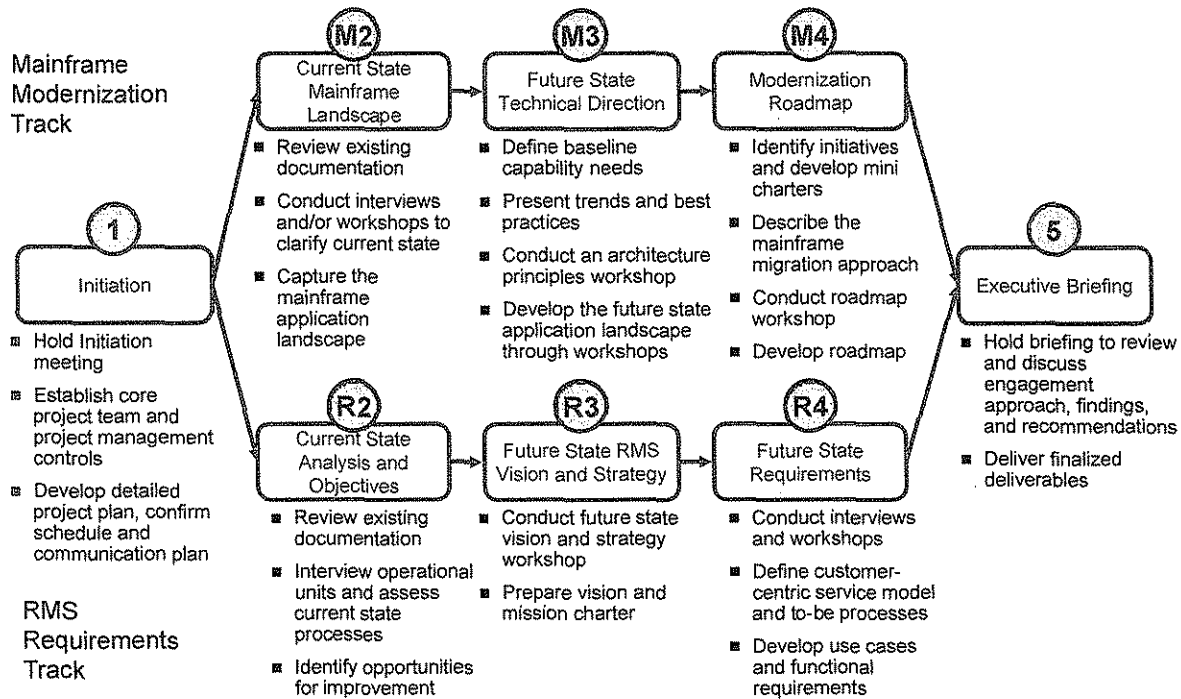 Mainframe
Modernization
Track
M2
Current State
Mainframe
Landscape
■ Review existing
documentation
■ Conduct interviews
and/or workshops to
clarify current state
■ Capture the
mainframe
application
landscape
M3
Future State
Technical Direction
■ Define baseline
capability needs
■ Present trends and best
practices
■ Conduct an architecture
principles workshop
■ Develop the future state
application landscape
through workshops
M4
Modernization
Roadmap
■ Identify initiatives
and develop mini
charters
■ Describe the
mainframe
migration approach
■ Conduct roadmap
workshop
■ Develop roadmap
1
Initiation
■ Hold Initiation
meeting
■ Establish core
project team and
project management
controls
■ Develop detailed
project plan, confirm
schedule and
communication plan
5
Executive Briefing
■ Hold briefing to review
and discuss
engagement
approach, findings,
and recommendations
■ Deliver finalized
deliverables
RMS
Requirements
Track
R2
Current State
Analysis and
Objectives
■ Review existing
documentation
■ Interview operational
units and assess
current state
processes
■ Identify opportunities
for improvement
R3
Future State RMS
Vision and Strategy
■ Conduct future state
vision and strategy
workshop
■ Prepare vision and
mission charter
R4
Future State
Requirements
■ Conduct interviews
and workshops
■ Define customer-
centric service model
and to-be processes
■ Develop use cases
and functional
requirements